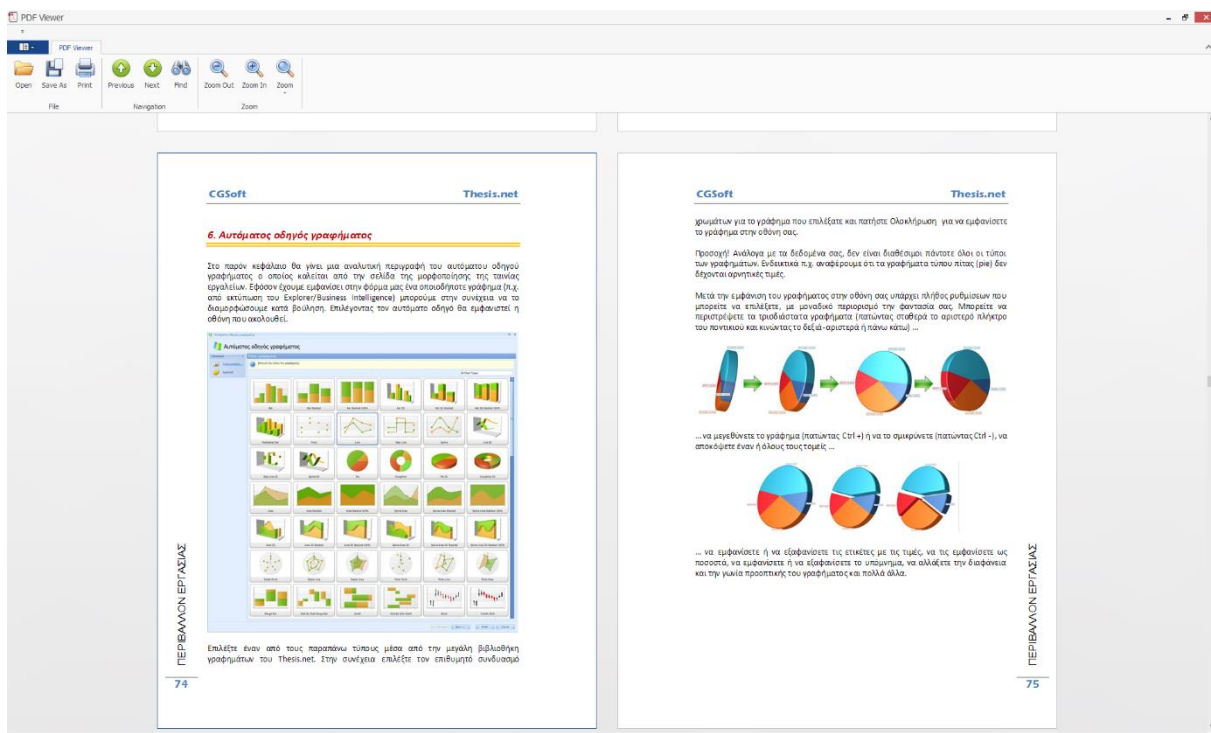 PDF Viewer
PDF Viewer
Open Save As Print Previous Next Find Zoom Out Zoom In Zoom
File Navigation Zoom
CGSoft Thesis.net
6. Αυτόματος οδηγός γραφήματος
Στο παρόν κεφάλαιο θα γίνει μια αναλυτική περιγραφή του αυτόματου οδηγού
γραφήματος ο οποίος καλείται από την σελίδα της μορφοποίησης της ταινίας
εργαλείων. Εφόσον έχουμε εμφανίσει στην φόρμα μας ένα οποιοδήποτε γράφημα (π.χ.
από εκτύπωση του Explorer/Business Intelligence) μπορούμε στην συνέχεια να το
διαμορφώσουμε κατά βούληση. Επιλέγοντας τον αυτόματο οδηγό θα εμφανιστεί η
οθόνη που ακολουθεί.
Αυτόματος οδηγός γραφήματος
Επιλέξτε έναν από τους παραπάνω τύπους μέσα από την μεγάλη βιβλιοθήκη
γραφημάτων του Thesis.net. Στην συνέχεια επιλέξτε τον επιθυμητό συνδυασμό
ΠΕΡΙΒΑΛΛΟΝ ΕΡΓΑΣΙΑΣ
74
CGSoft Thesis.net
χρωμάτων για το γράφημα που επιλέξατε και πατήστε Ολοκλήρωση για να εμφανίσετε
το γράφημα στην οθόνη σας.
Προσοχή! Ανάλογα με τα δεδομένα σας, δεν είναι διαθέσιμοι πάντοτε όλοι οι τύποι
των γραφημάτων. Ενδεικτικά π.χ. αναφέρουμε ότι τα γραφήματα τύπου πίτας (pie) δεν
δέχονται αρνητικές τιμές.
Μετά την εμφάνιση του γραφήματος στην οθόνη σας υπάρχει πλήθος ρυθμίσεων που
μπορείτε να επιλέξετε, με μοναδικό περιορισμό την φαντασία σας. Μπορείτε να
περιστρέψετε τα τρισδιάστατα γραφήματα (πατώντας σταθερά το αριστερό πλήκτρο
του ποντικιού και κινώντας το δεξιά-αριστερά ή πάνω κάτω) ...
... να μεγεθύνετε το γράφημα (πατώντας Ctrl +) ή να το σμικρύνετε (πατώντας Ctrl -), να
αποκόψετε έναν ή όλους τους τομείς ...
... να εμφανίσετε ή να εξαφανίσετε τις ετικέτες με τις τιμές, να τις εμφανίσετε ως
ποσοστά, να εμφανίσετε ή να εξαφανίσετε το υπόμνημα, να αλλάξετε την διαφάνεια
και την γωνία προοπτικής του γραφήματος και πολλά άλλα.
ΠΕΡΙΒΑΛΛΟΝ ΕΡΓΑΣΙΑΣ
75